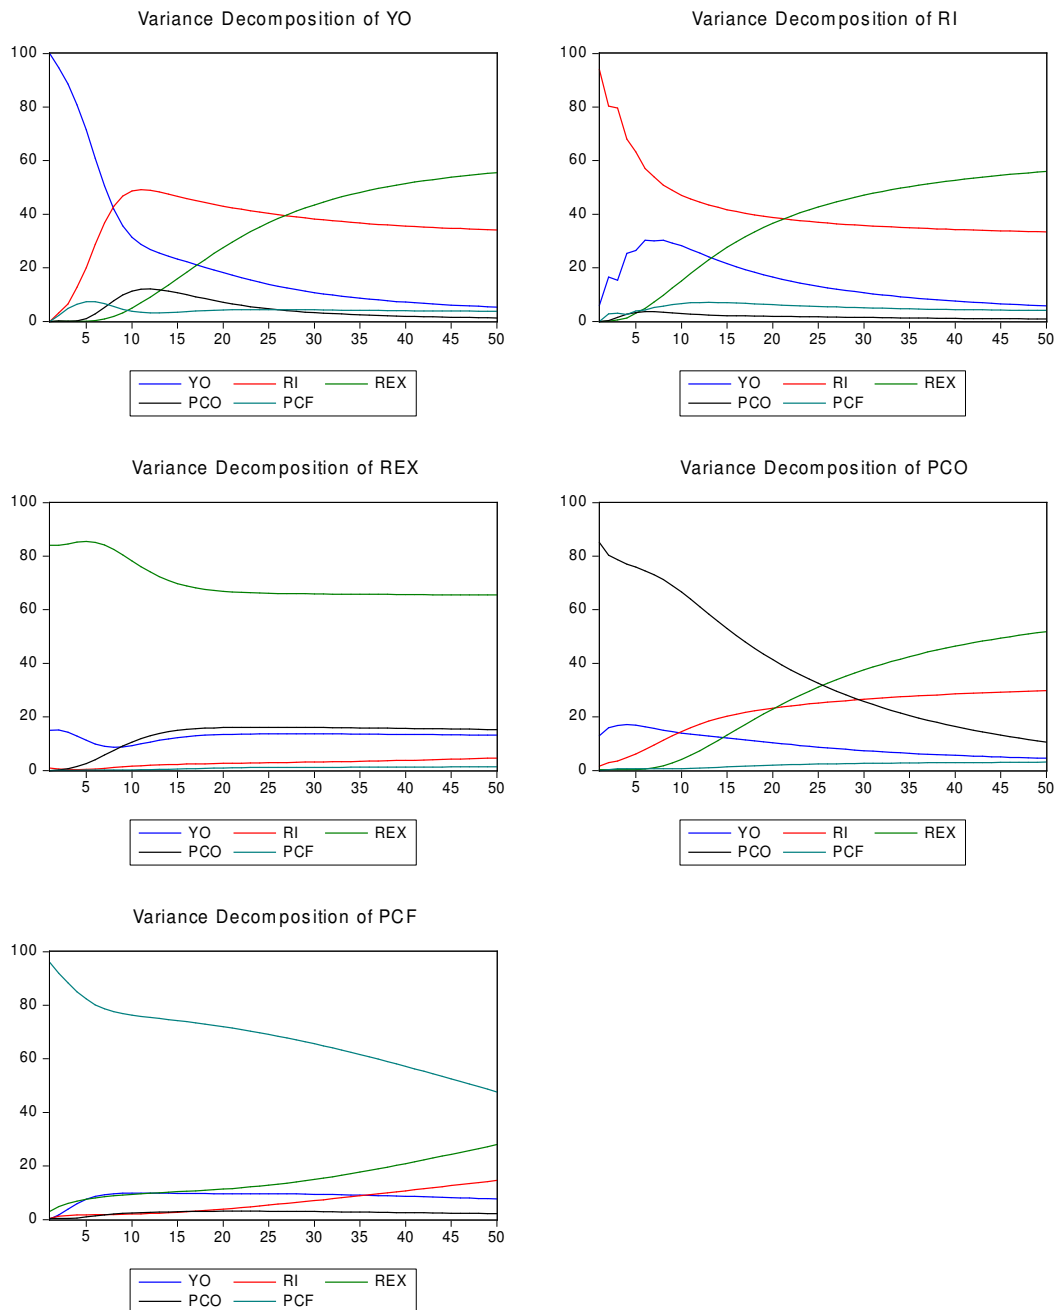 Variance Decomposition of YO
100
80
60
40
20
0
5 10 15 20 25 30 35 40 45 50
YO RI REX
PCO PCF
Variance Decomposition of RI
100
80
60
40
20
0
5 10 15 20 25 30 35 40 45 50
YO RI REX
PCO PCF
Variance Decomposition of REX
100
80
60
40
20
0
5 10 15 20 25 30 35 40 45 50
YO RI REX
PCO PCF
Variance Decomposition of PCO
100
80
60
40
20
0
5 10 15 20 25 30 35 40 45 50
YO RI REX
PCO PCF
Variance Decomposition of PCF
100
80
60
40
20
0
5 10 15 20 25 30 35 40 45 50
YO RI REX
PCO PCF